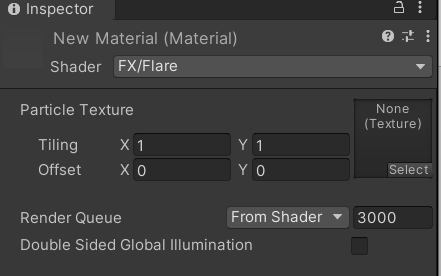 Inspector
New Material (Material)
Shader FX/Flare
Particle Texture
None
(Texture)
Tiling X 1 Y 1
Offset X 0 Y 0
Select
Render Queue From Shader 3000
Double Sided Global Illumination